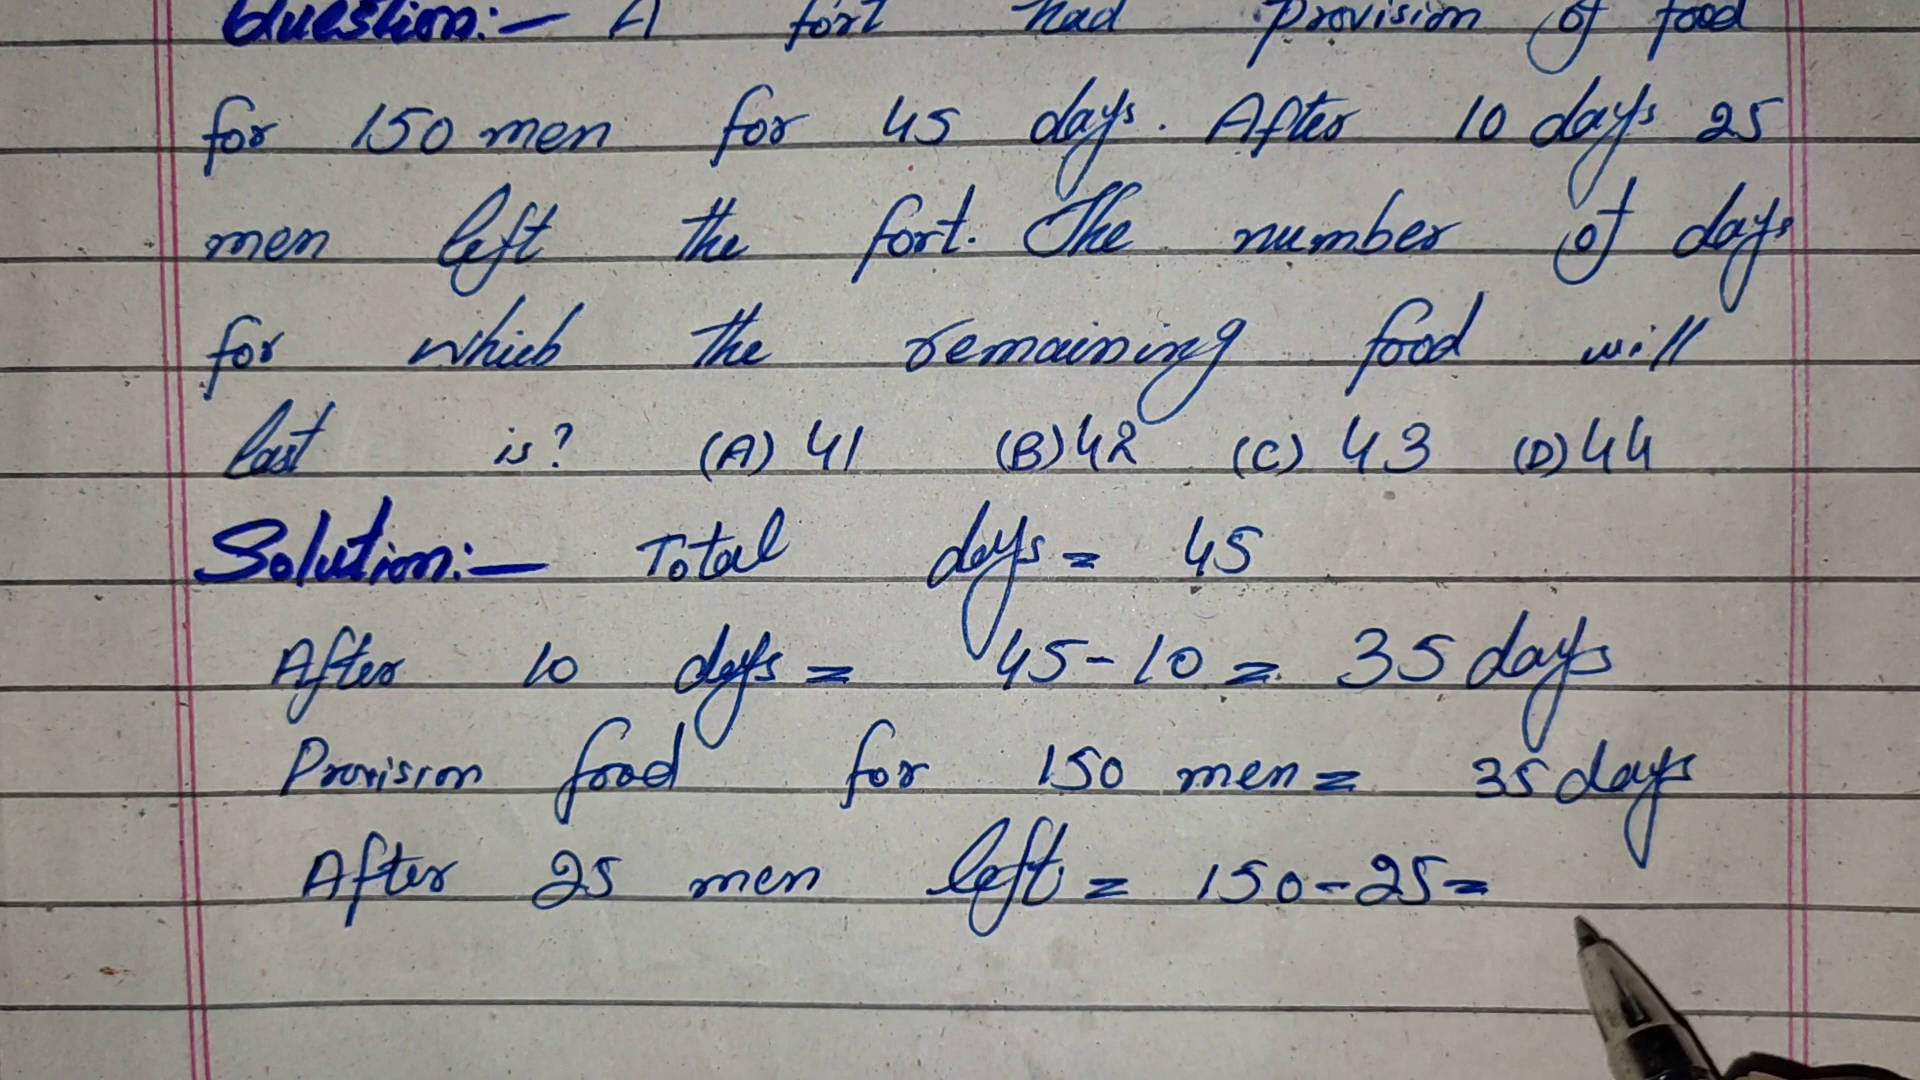 Question:- A fort had provision of food
for 150 men for 45 days. After 10 days 25
men left the fort. The number of days
for which the remaining food will
last is? (A) 41 (B) 42 (C) 43 (D) 44
Solution:- Total days = 45
After 10 days = 45-10 = 35 days
Provision food for 150 men = 35 days
After 25 men left = 150-25=